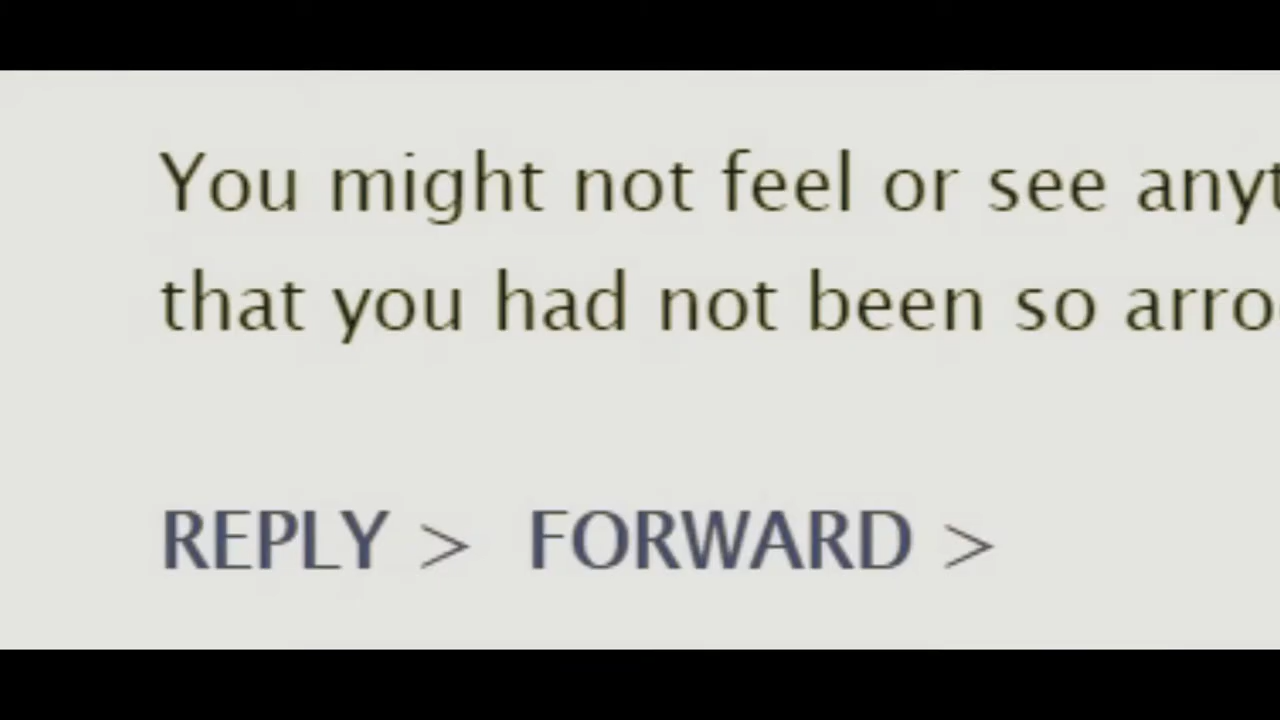 You might not feel or see anyt
that you had not been so arro
REPLY > FORWARD >